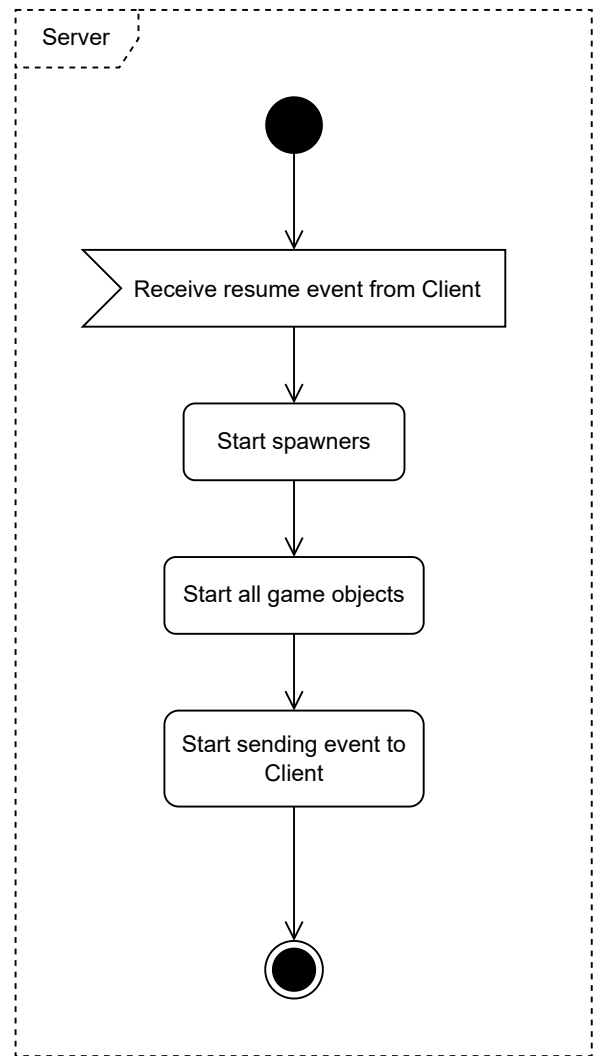 Server
Receive resume event from Client
Start spawners
Start all game objects
Start sending event to
Client